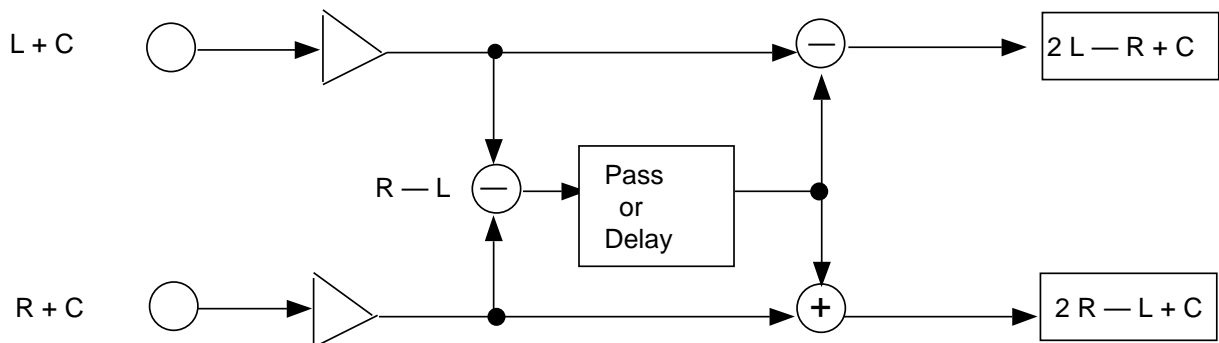 L + C
—
2 L — R + C
R — L
—
Pass
or
Delay
R + C
+
2 R — L + C